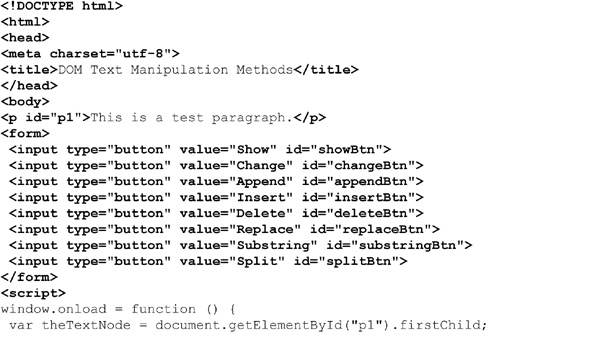 <!DOCTYPE html>
<html>
<head>
<meta charset="utf-8">
<title>DOM Text Manipulation Methods</title>
</head>
<body>
<p id="p1">This is a test paragraph.</p>
<form>
 <input type="button" value="Show" id="showBtn">
 <input type="button" value="Change" id="changeBtn">
 <input type="button" value="Append" id="appendBtn">
 <input type="button" value="Insert" id="insertBtn">
 <input type="button" value="Delete" id="deleteBtn">
 <input type="button" value="Replace" id="replaceBtn">
 <input type="button" value="Substring" id="substringBtn">
 <input type="button" value="Split" id="splitBtn">
</form>
<script>
window.onload = function () {
 var theTextNode = document.getElementById("p1").firstChild;